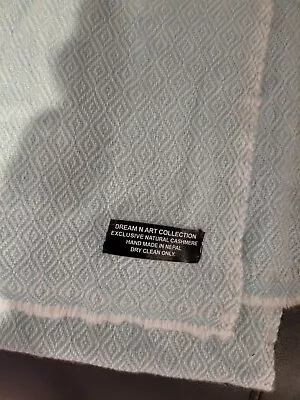 DREAM N ART COLLECTION
EXCLUSIVE NATURAL CASHMERE
HAND MADE IN NEPAL
DRY CLEAN ONLY